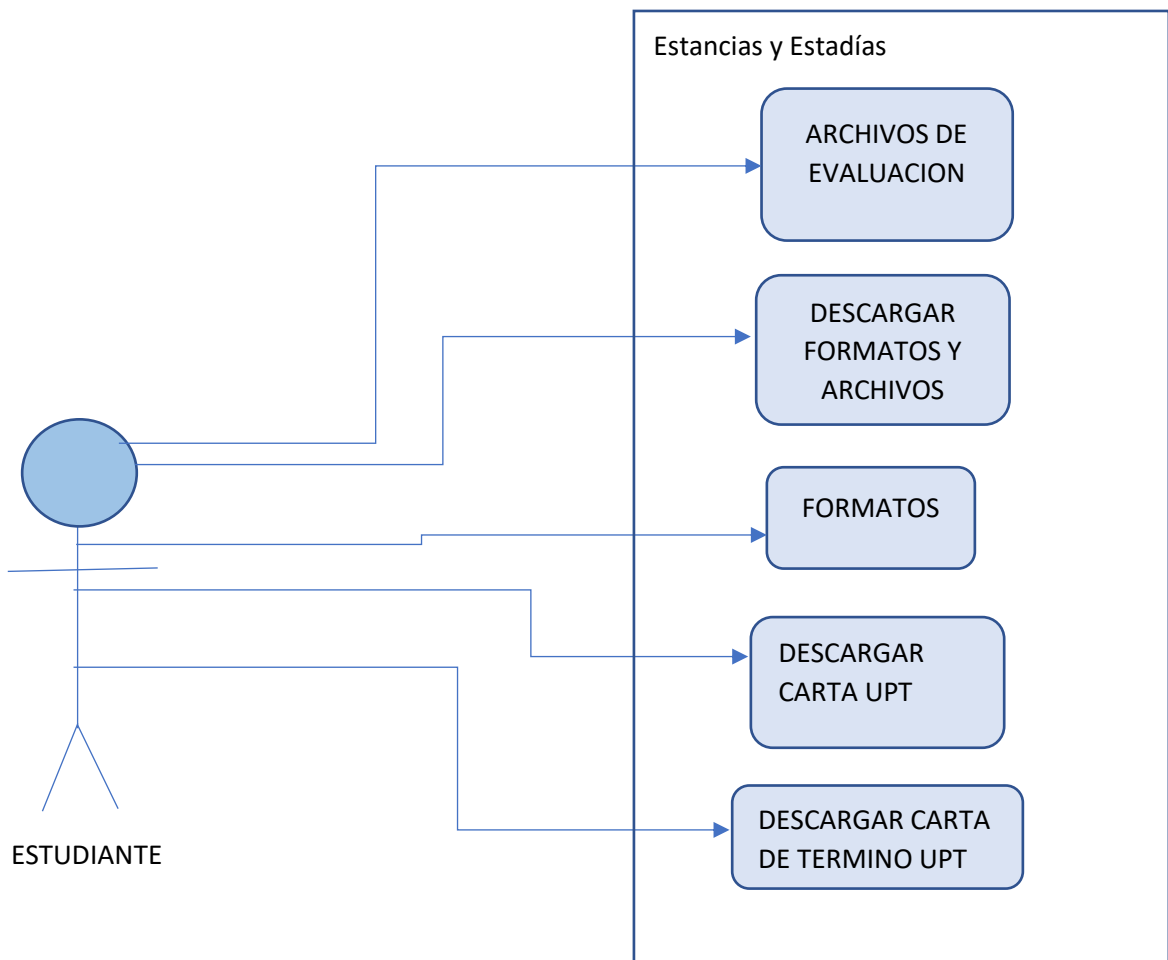 Estancias y Estadías
ARCHIVOS DE
EVALUACION
DESCARGAR
FORMATOS Y
ARCHIVOS
FORMATOS
DESCARGAR
CARTA UPT
DESCARGAR CARTA
DE TERMINO UPT
ESTUDIANTE